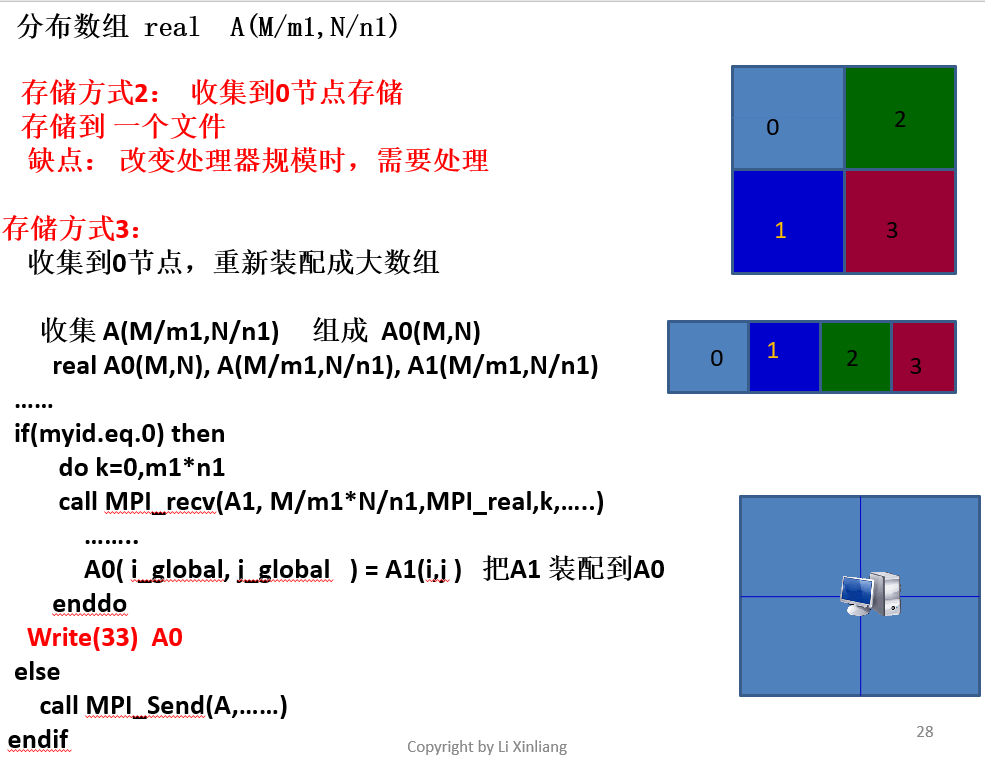 分布数组 real A(M/m1,N/n1)
存储方式2： 收集到0节点存储
存储到 一个文件
缺点： 改变处理器规模时，需要处理
0
2
1
3
存储方式3：
收集到0节点，重新装配成大数组
收集 A(M/m1,N/n1) 组成 A0(M,N)
real A0(M,N), A(M/m1,N/n1), A1(M/m1,N/n1)
0
1
2
3
……
if(myid.eq.0) then
do k=0,m1*n1
call MPI_recv(A1, M/m1*N/n1,MPI_real,k,…..)
……..
A0( i_global, j_global ) = A1(i,j ) 把A1 装配到A0
enddo
Write(33) A0
else
call MPI_Send(A,……)
endif
Copyright by Li Xinliang
28